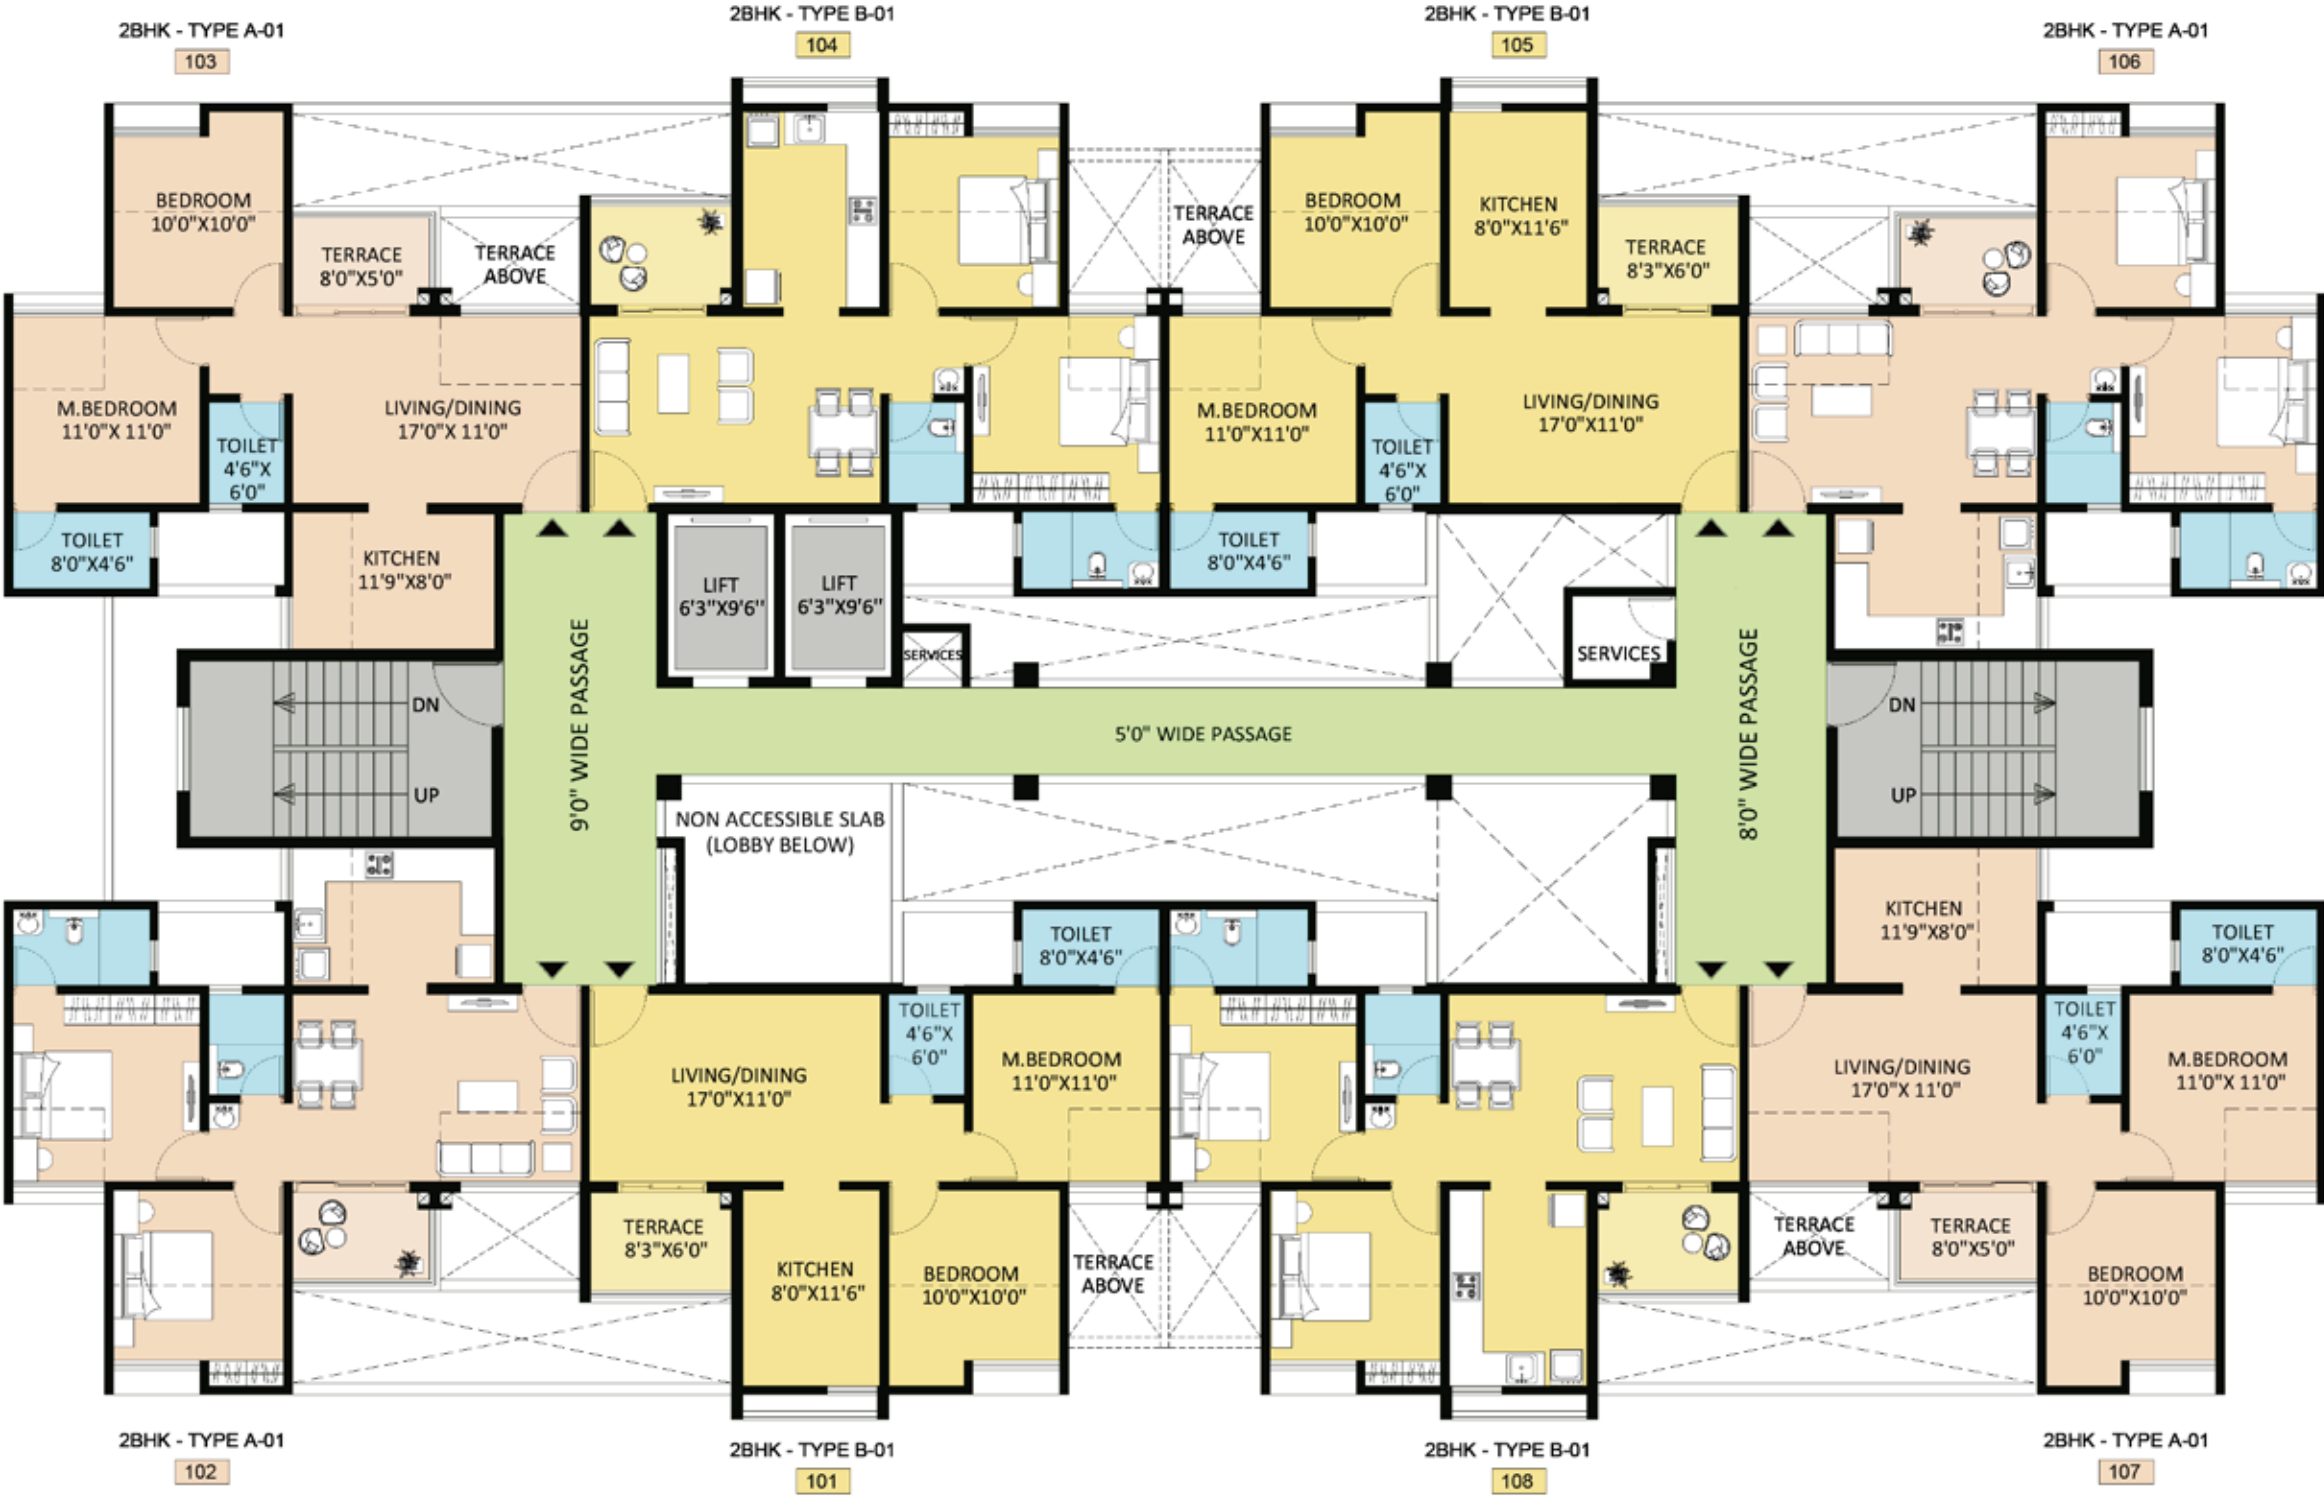 2BHK - TYPE A-01
103
2BHK - TYPE B-01
104
2BHK - TYPE B-01
105
2BHK - TYPE A-01
106
BEDROOM
10'0"X10'0"
TERRACE
8'0"X5'0"
TERRACE
ABOVE
TERRACE
ABOVE
BEDROOM
10'0"X10'0"
KITCHEN
8'0"X11'6"
TERRACE
8'3"X6'0"
M.BEDROOM
11'0"X 11'0"
TOILET
4'6"X
6'0"
LIVING/DINING
17'0"X 11'0"
M.BEDROOM
11'0"X11'0"
TOILET
4'6"X
6'0"
LIVING/DINING
17'0"X11'0"
TOILET
8'0"X4'6"
KITCHEN
11'9"X8'0"
LIFT
6'3"X9'6"
LIFT
6'3"X9'6"
TOILET
8'0"X4'6"
SERVICES
SERVICES
DN
UP
9'0" WIDE PASSAGE
5'0" WIDE PASSAGE
8'0" WIDE PASSAGE
DN
UP
NON ACCESSIBLE SLAB
(LOBBY BELOW)
TOILET
8'0"X4'6"
KITCHEN
11'9"X8'0"
TOILET
8'0"X4'6"
LIVING/DINING
17'0"X11'0"
TOILET
4'6"X
6'0"
M.BEDROOM
11'0"X11'0"
LIVING/DINING
17'0"X 11'0"
TOILET
4'6"X
6'0"
M.BEDROOM
11'0"X 11'0"
TERRACE
8'3"X6'0"
KITCHEN
8'0"X11'6"
BEDROOM
10'0"X10'0"
TERRACE
ABOVE
TERRACE
ABOVE
TERRACE
8'0"X5'0"
BEDROOM
10'0"X10'0"
2BHK - TYPE A-01
102
2BHK - TYPE B-01
101
2BHK - TYPE B-01
108
2BHK - TYPE A-01
107